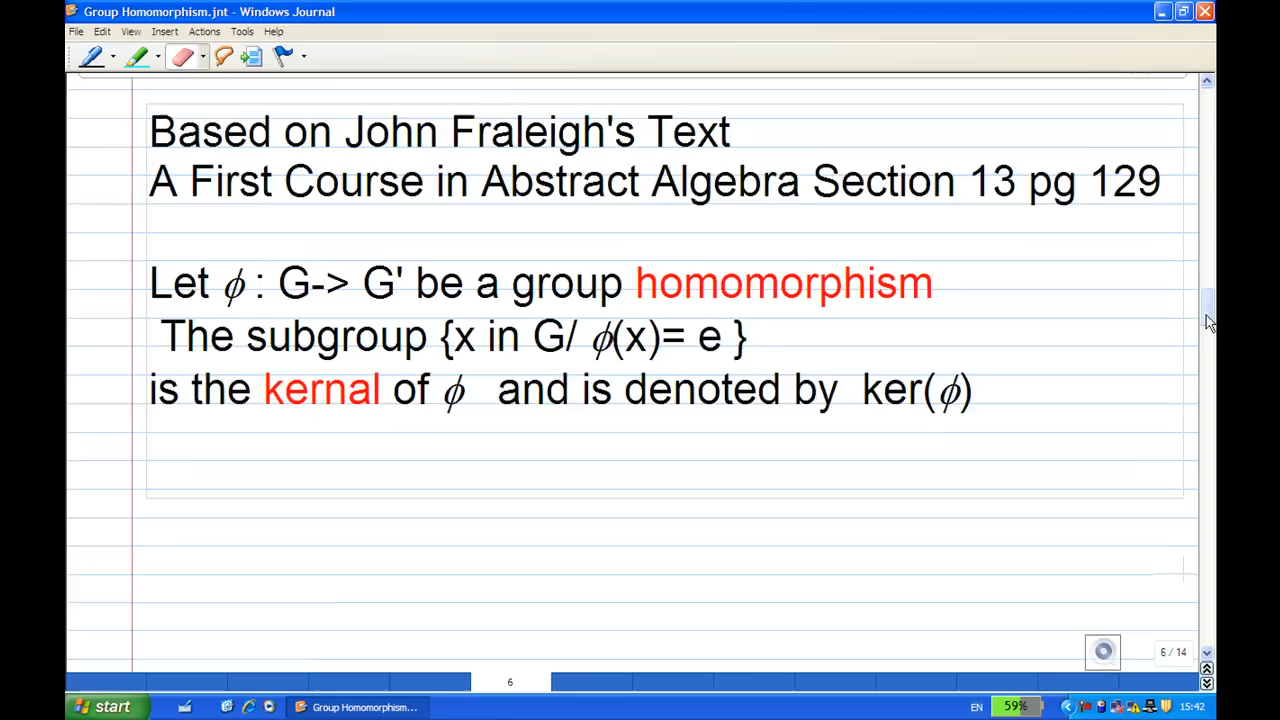 Group Homomorphism.jnt - Windows Journal
File Edit View Insert Actions Tools Help
Based on John Fraleigh's Text
A First Course in Abstract Algebra Section 13 pg 129
Let ϕ : G-> G' be a group homomorphism
The subgroup {x in G/ ϕ(x)= e }
is the kernal of ϕ and is denoted by ker(ϕ)
6 / 14
6
start Group Homomorphism... EN 59% 15:42